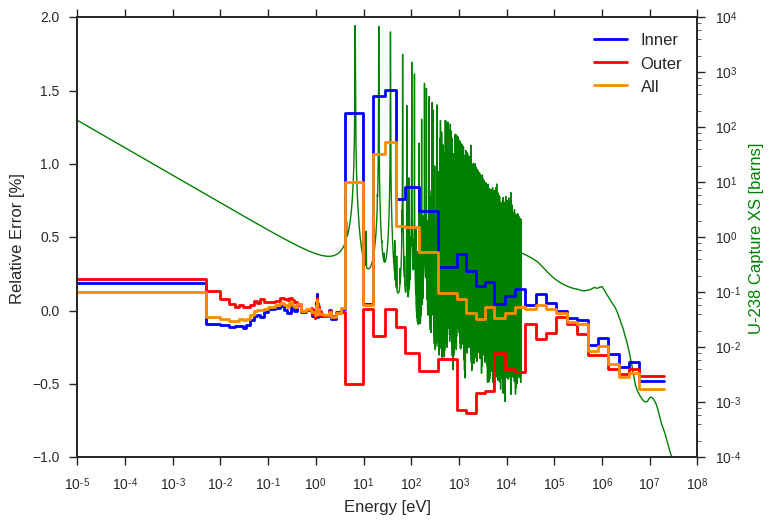 2.0
1.5
1.0
0.5
0.0
−0.5
−1.0
Relative Error [%]
Inner
Outer
All
10⁴
10³
10²
10¹
10⁰
10⁻¹
10⁻²
10⁻³
10⁻⁴
U-238 Capture XS [barns]
10⁻⁵ 10⁻⁴ 10⁻³ 10⁻² 10⁻¹ 10⁰ 10¹ 10² 10³ 10⁴ 10⁵ 10⁶ 10⁷ 10⁸
Energy [eV]